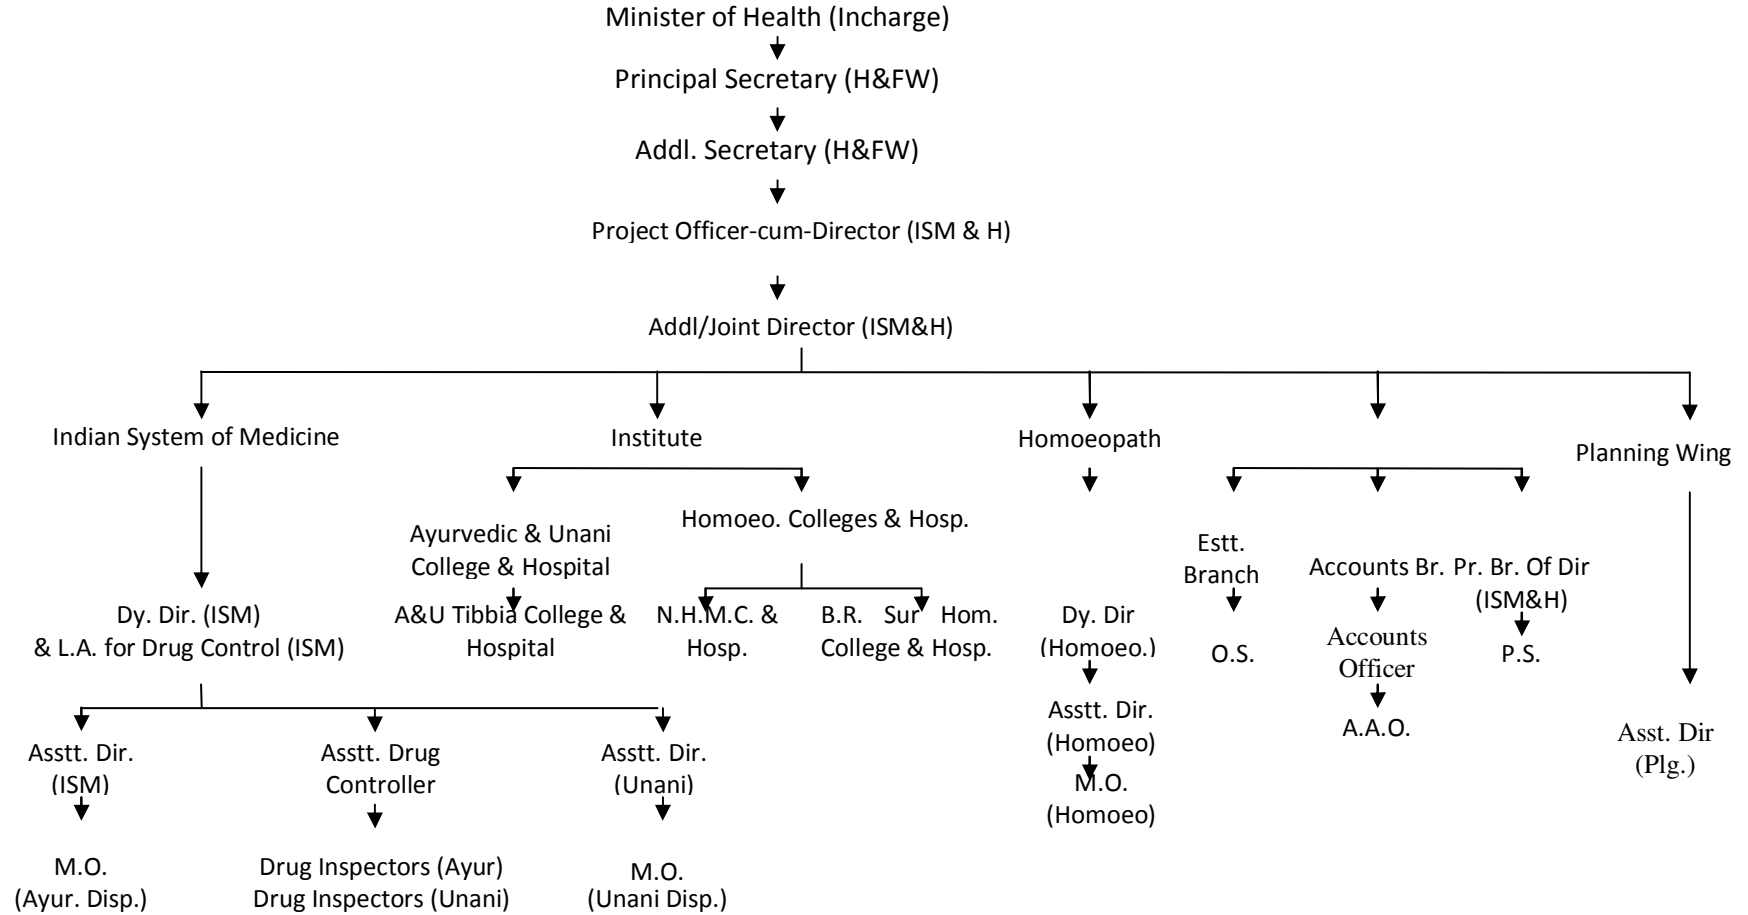 Minister of Health (Incharge)
Principal Secretary (H&FW)
Addl. Secretary (H&FW)
Project Officer-cum-Director (ISM & H)
Addl/Joint Director (ISM&H)
Indian System of Medicine
Institute
Homoeopath
Planning Wing
Ayurvedic & Unani
College & Hospital
Homoeo. Colleges & Hosp.
Estt.
Branch
Accounts Br.
Pr. Br. Of Dir
(ISM&H)
Dy. Dir. (ISM)
& L.A. for Drug Control (ISM)
A&U Tibbia College &
Hospital
N.H.M.C. &
Hosp.
B.R. Sur Hom.
College & Hosp.
Dy. Dir
(Homoeo.)
O.S.
Accounts
Officer
P.S.
Asstt. Dir.
(ISM)
Asstt. Drug
Controller
Asstt. Dir.
(Unani)
Asstt. Dir.
(Homoeo)
A.A.O.
Asst. Dir
(Plg.)
M.O.
(Homoeo)
M.O.
(Ayur. Disp.)
Drug Inspectors (Ayur)
Drug Inspectors (Unani)
M.O.
(Unani Disp.)